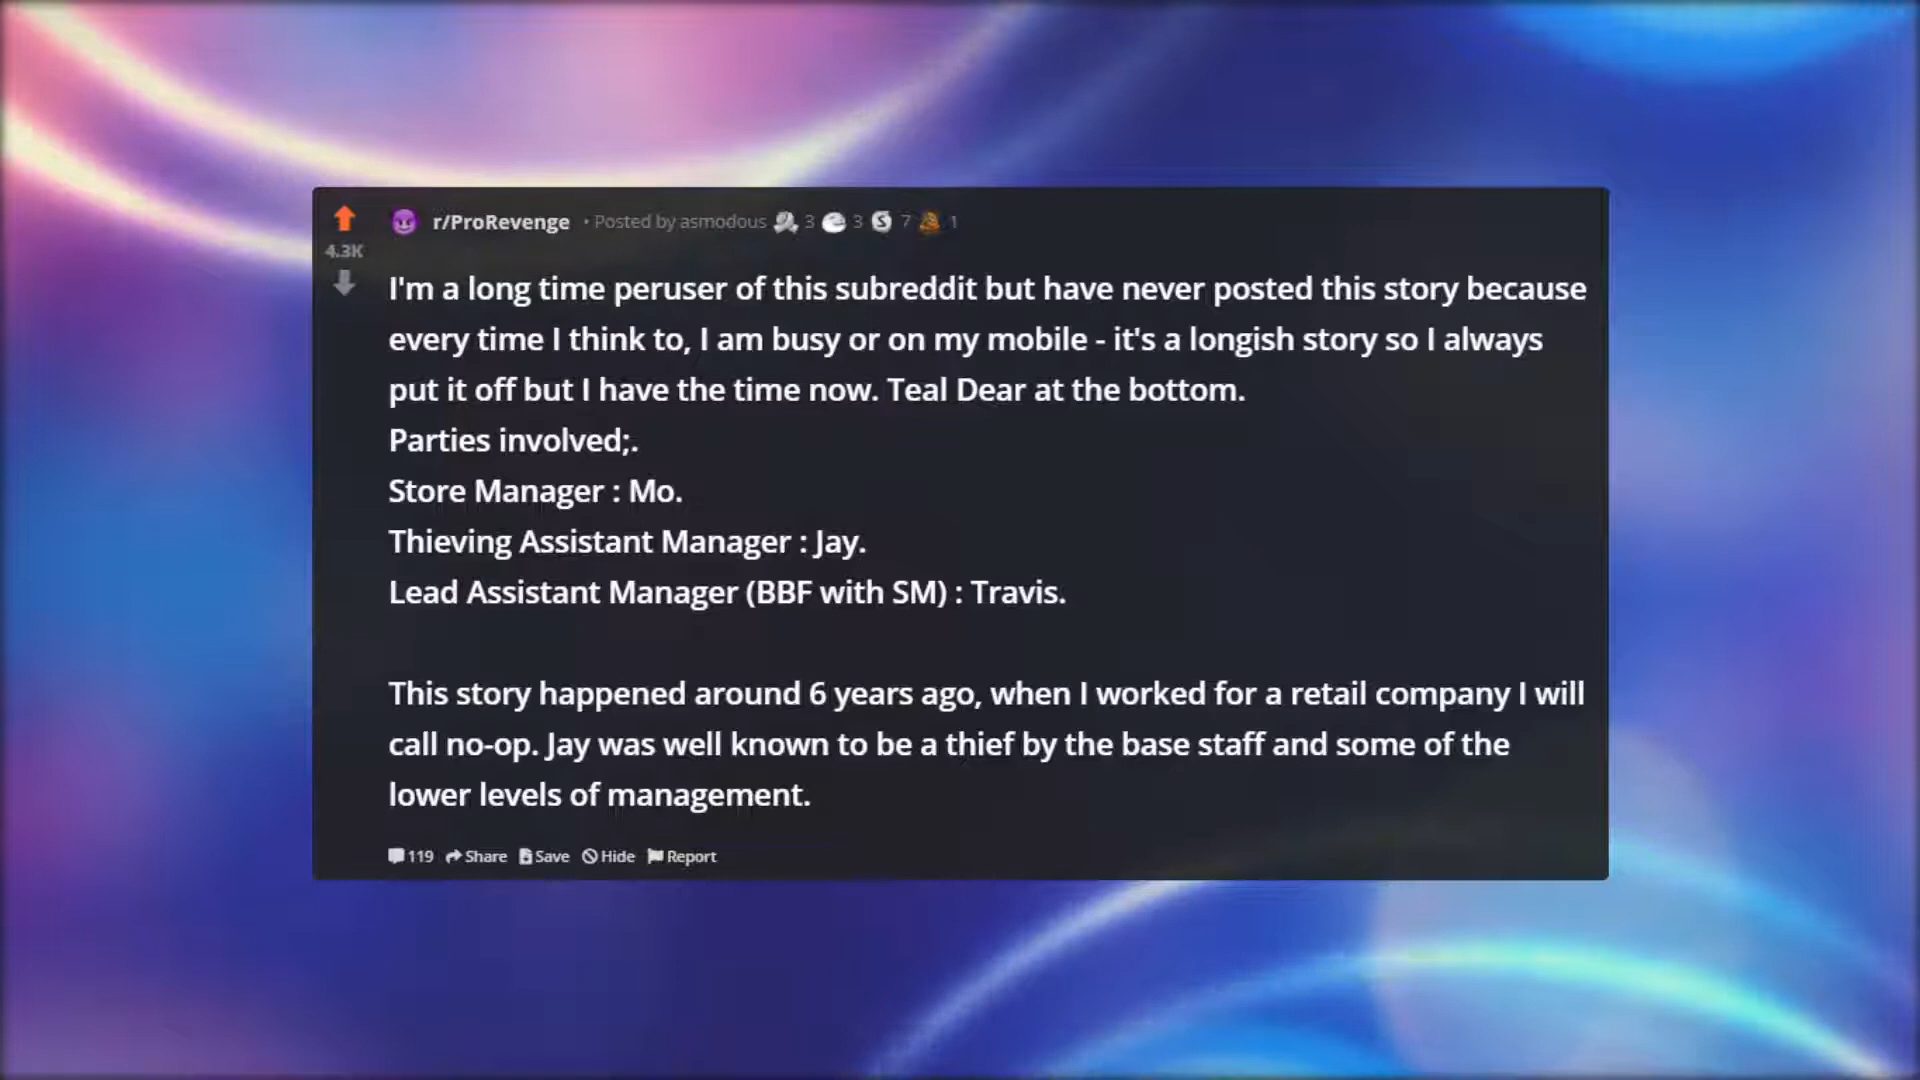 r/ProRevenge • Posted by asmodous 3 3 7 1
4.3K
I'm a long time peruser of this subreddit but have never posted this story because
every time I think to, I am busy or on my mobile - it's a longish story so I always
put it off but I have the time now. Teal Dear at the bottom.
Parties involved;.
Store Manager : Mo.
Thieving Assistant Manager : Jay.
Lead Assistant Manager (BBF with SM) : Travis.
This story happened around 6 years ago, when I worked for a retail company I will
call no-op. Jay was well known to be a thief by the base staff and some of the
lower levels of management.
119 Share Save Hide Report